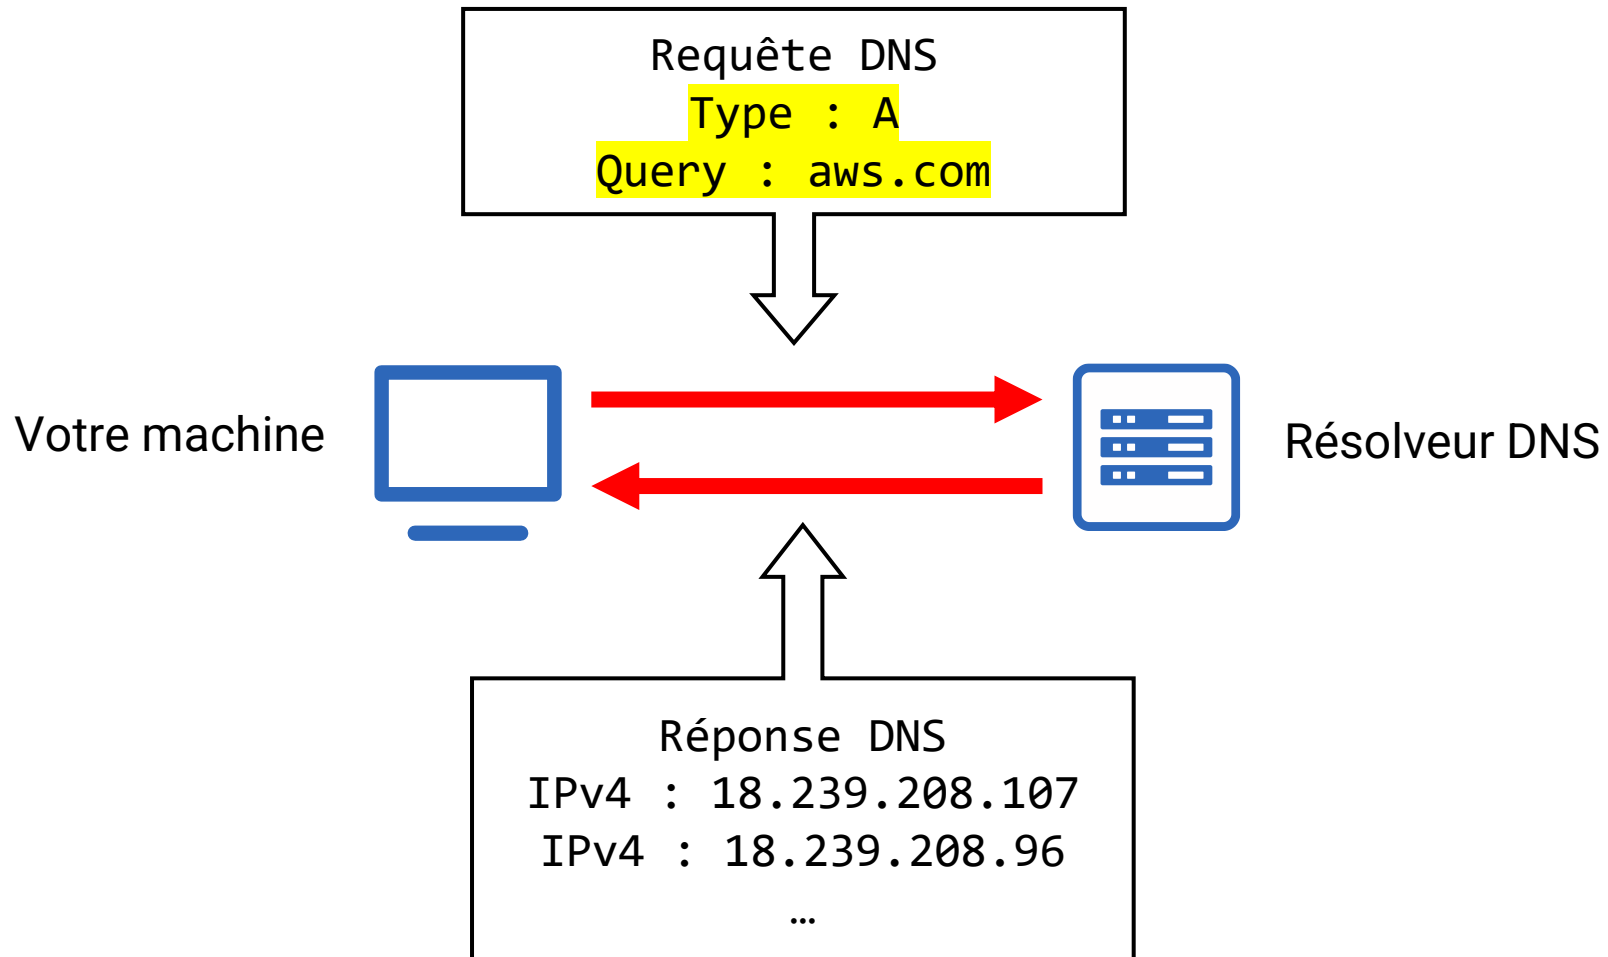 Requête DNS
Type : A
Query : aws.com
Votre machine
Résolveur DNS
Réponse DNS
IPv4 : 18.239.208.107
IPv4 : 18.239.208.96
…